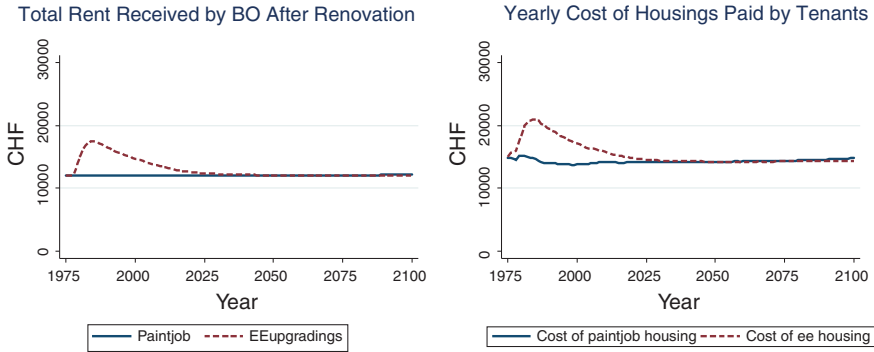 Total Rent Received by BO After Renovation
CHF
30000
20000
10000
0
1975 2000 2025 2050 2075 2100
Year
Paintjob EEupgradings
Yearly Cost of Housings Paid by Tenants
CHF
30000
20000
10000
0
1975 2000 2025 2050 2075 2100
Year
Cost of paintjob housing Cost of ee housing